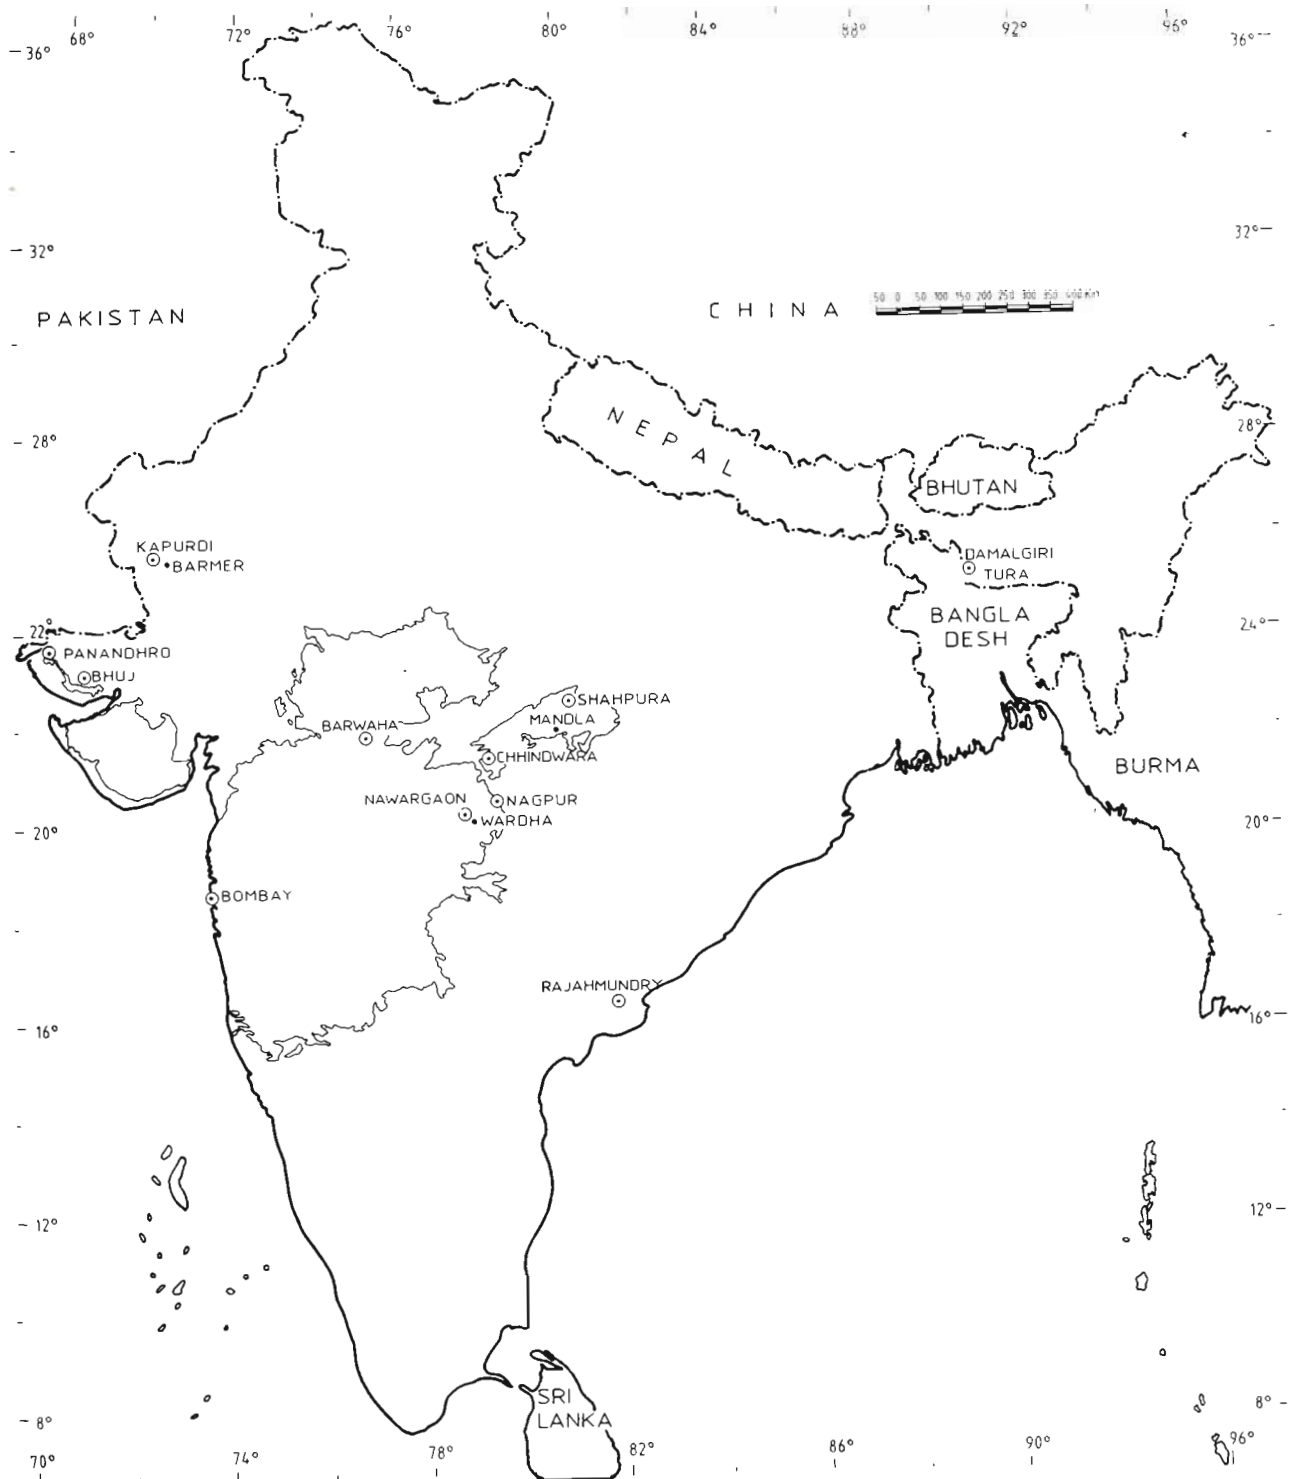 68° 72° 76° 80° 84° 88° 92° 96°
36° 36°
32° 32°
CHINA
50 0 50 100 150 200 250 300 350 400 Km
PAKISTAN
28° 28°
NEPAL
BHUTAN
KAPURDI
BARMER
DAMALGIRI
TURA
22° 24°
BANGLA
DESH
PANANDHRO
BHUJ
SHAHPURA
MANDLA
BARWAHA
CHHINDWARA
BURMA
NAWARGAON
NAGPUR
WARDHA
20° 20°
BOMBAY
RAJAHMUNDRY
16° 16°
12° 12°
SRI
LANKA
8° 8°
70° 74° 78° 82° 86° 90° 96°